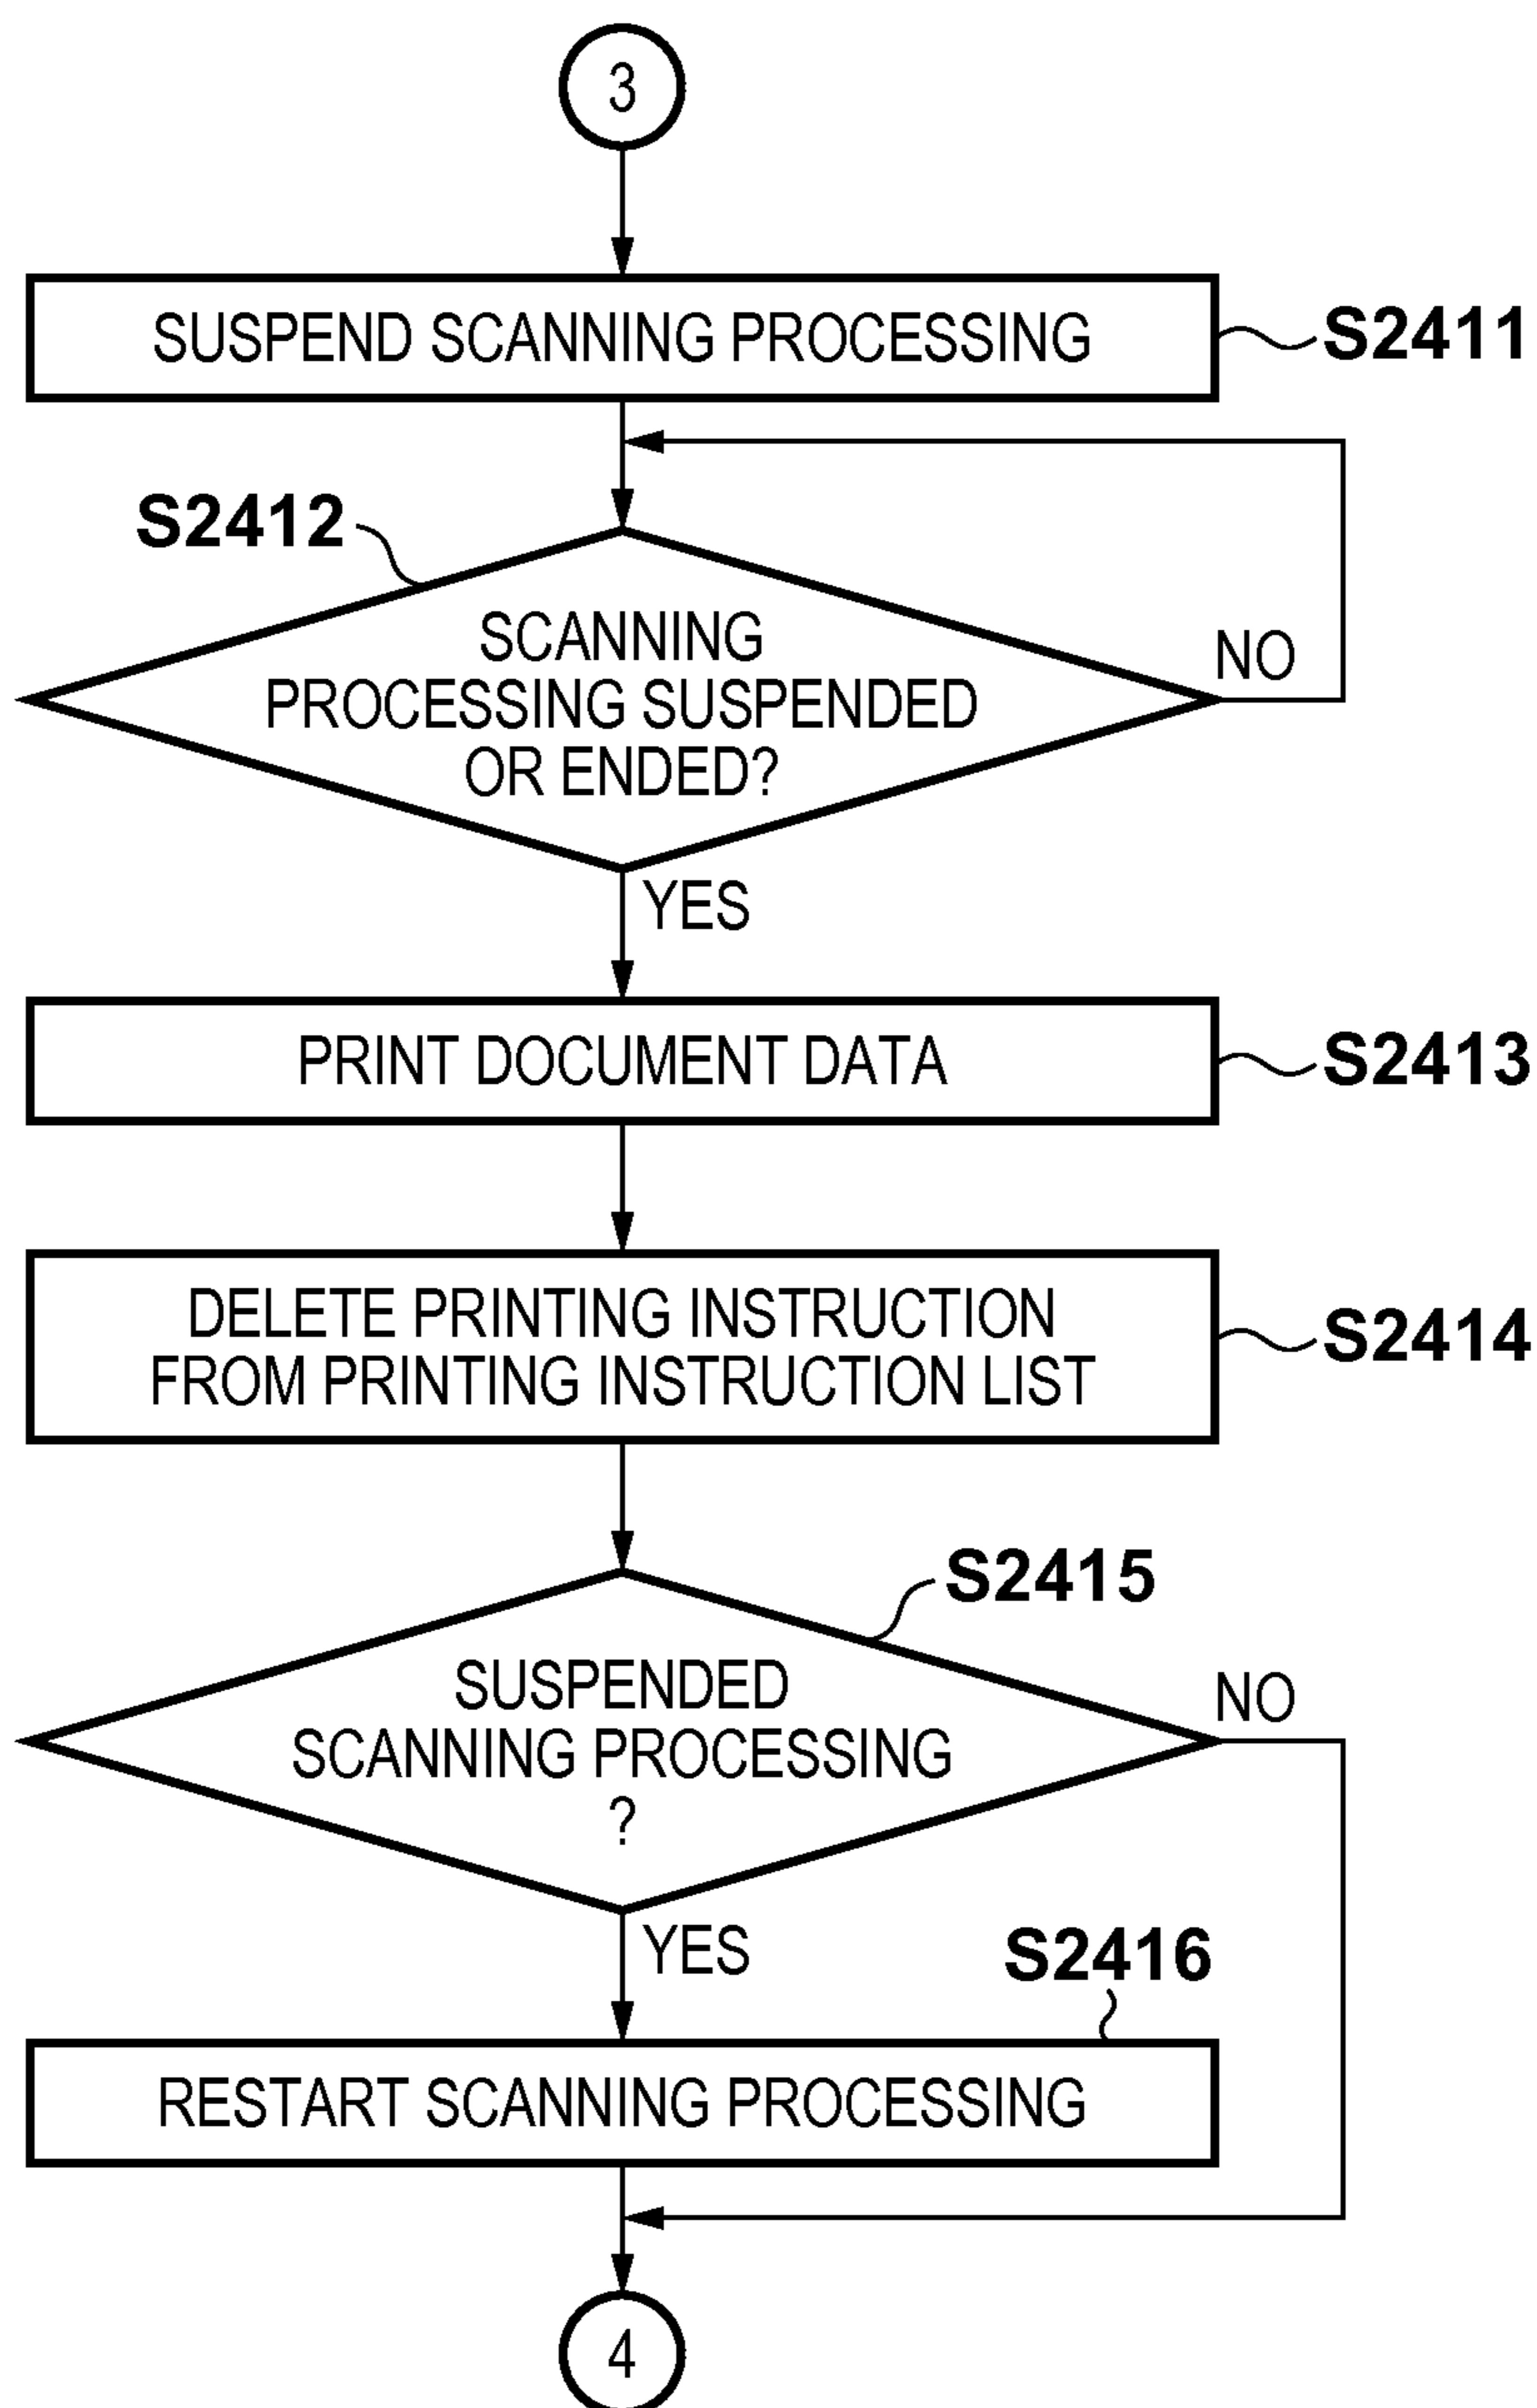 3
SUSPEND SCANNING PROCESSING
S2411
S2412
SCANNING
PROCESSING SUSPENDED
OR ENDED?
NO
YES
PRINT DOCUMENT DATA
S2413
DELETE PRINTING INSTRUCTION
FROM PRINTING INSTRUCTION LIST
S2414
S2415
SUSPENDED
SCANNING PROCESSING
?
NO
YES
S2416
RESTART SCANNING PROCESSING
4